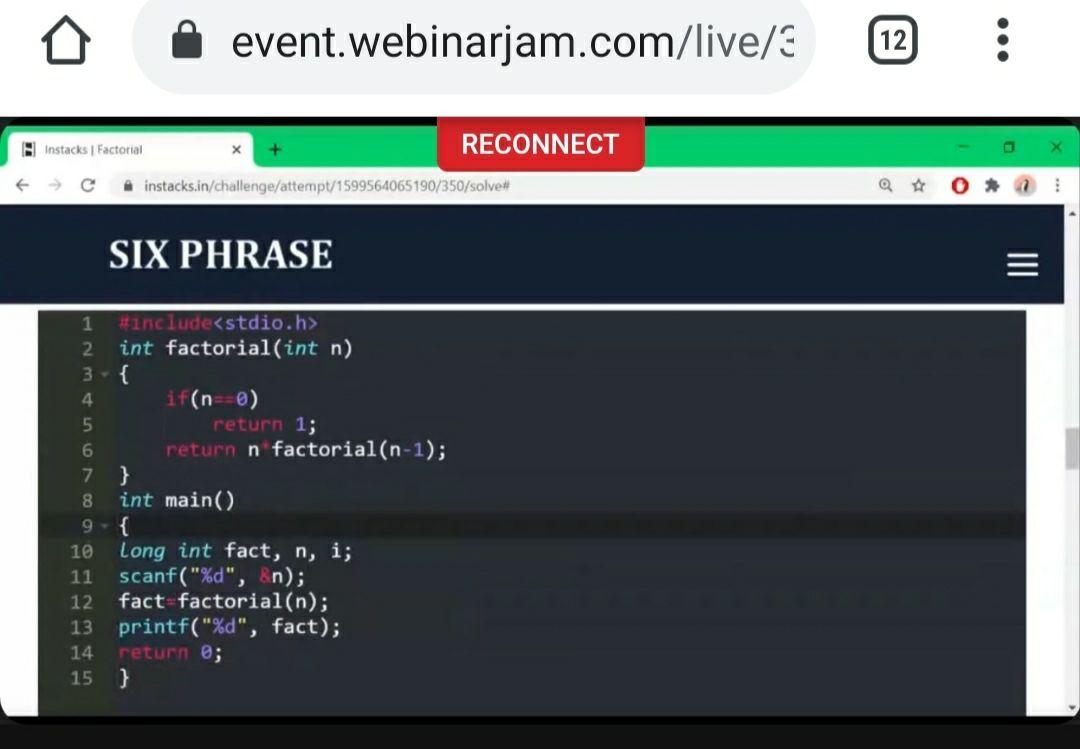 event.webinarjam.com/live/3
12
RECONNECT
Instacks | Factorial
instacks.in/challenge/attempt/1599564065190/350/solve#
SIX PHRASE
1 #include<stdio.h>
2 int factorial(int n)
3 {
4 if(n==0)
5 return 1;
6 return n*factorial(n-1);
7 }
8 int main()
9 {
10 long int fact, n, i;
11 scanf("%d", &n);
12 fact=factorial(n);
13 printf("%d", fact);
14 return 0;
15 }